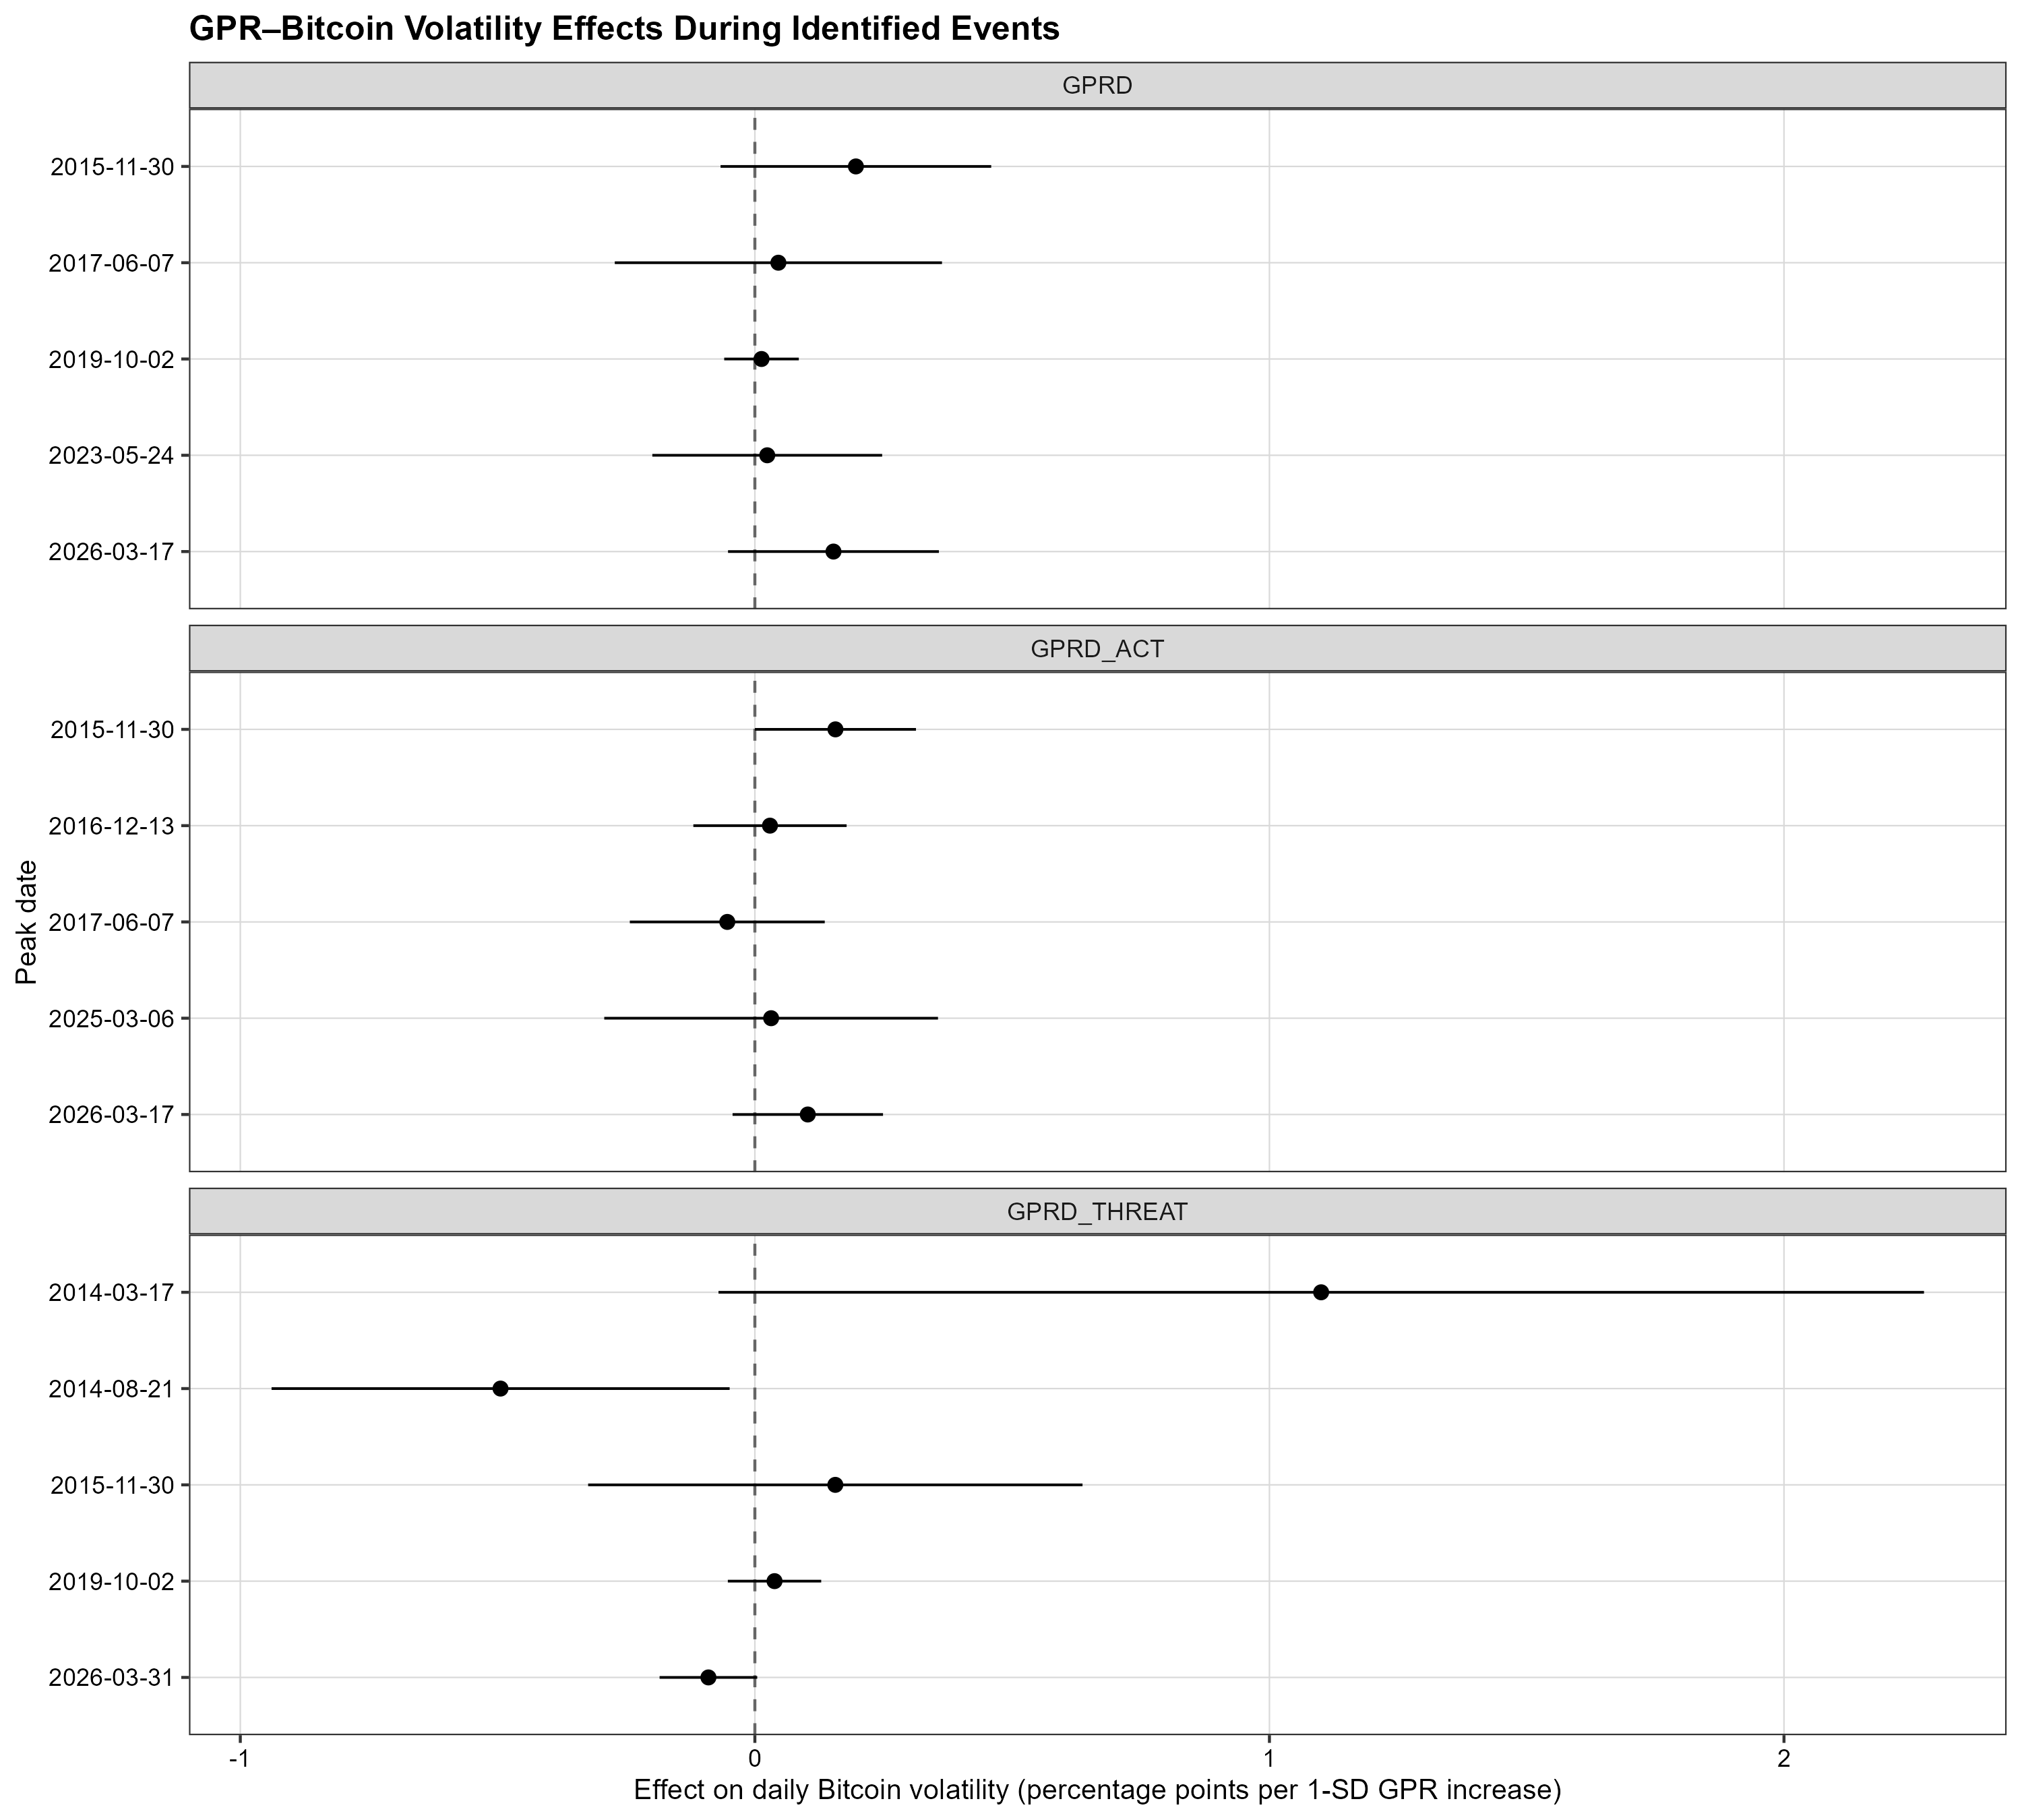 GPR–Bitcoin Volatility Effects During Identified Events
GPRD
2015-11-30
2017-06-07
2019-10-02
2023-05-24
2026-03-17
GPRD_ACT
2015-11-30
2016-12-13
2017-06-07
2025-03-06
2026-03-17
Peak date
GPRD_THREAT
2014-03-17
2014-08-21
2015-11-30
2019-10-02
2026-03-31
-1 0 1 2
Effect on daily Bitcoin volatility (percentage points per 1-SD GPR increase)